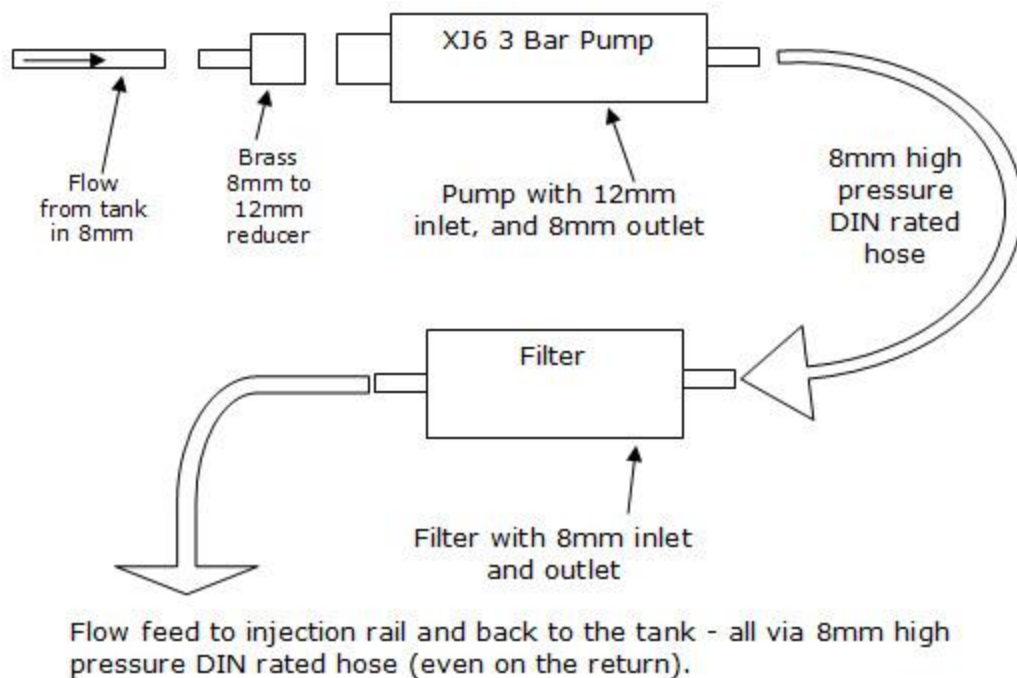 XJ6 3 Bar Pump
Flow
from tank
in 8mm
Brass
8mm to
12mm
reducer
Pump with 12mm
inlet, and 8mm outlet
8mm high
pressure
DIN rated
hose
Filter
Filter with 8mm inlet
and outlet
Flow feed to injection rail and back to the tank - all via 8mm high
pressure DIN rated hose (even on the return).